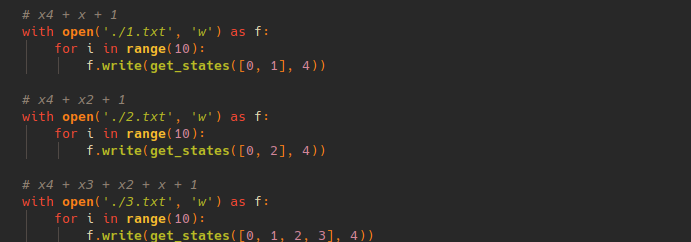 # x4 + x + 1
with open('./1.txt', 'w') as f:
    for i in range(10):
        f.write(get_states([0, 1], 4))
# x4 + x2 + 1
with open('./2.txt', 'w') as f:
    for i in range(10):
        f.write(get_states([0, 2], 4))
# x4 + x3 + x2 + x + 1
with open('./3.txt', 'w') as f:
    for i in range(10):
        f.write(get_states([0, 1, 2, 3], 4))